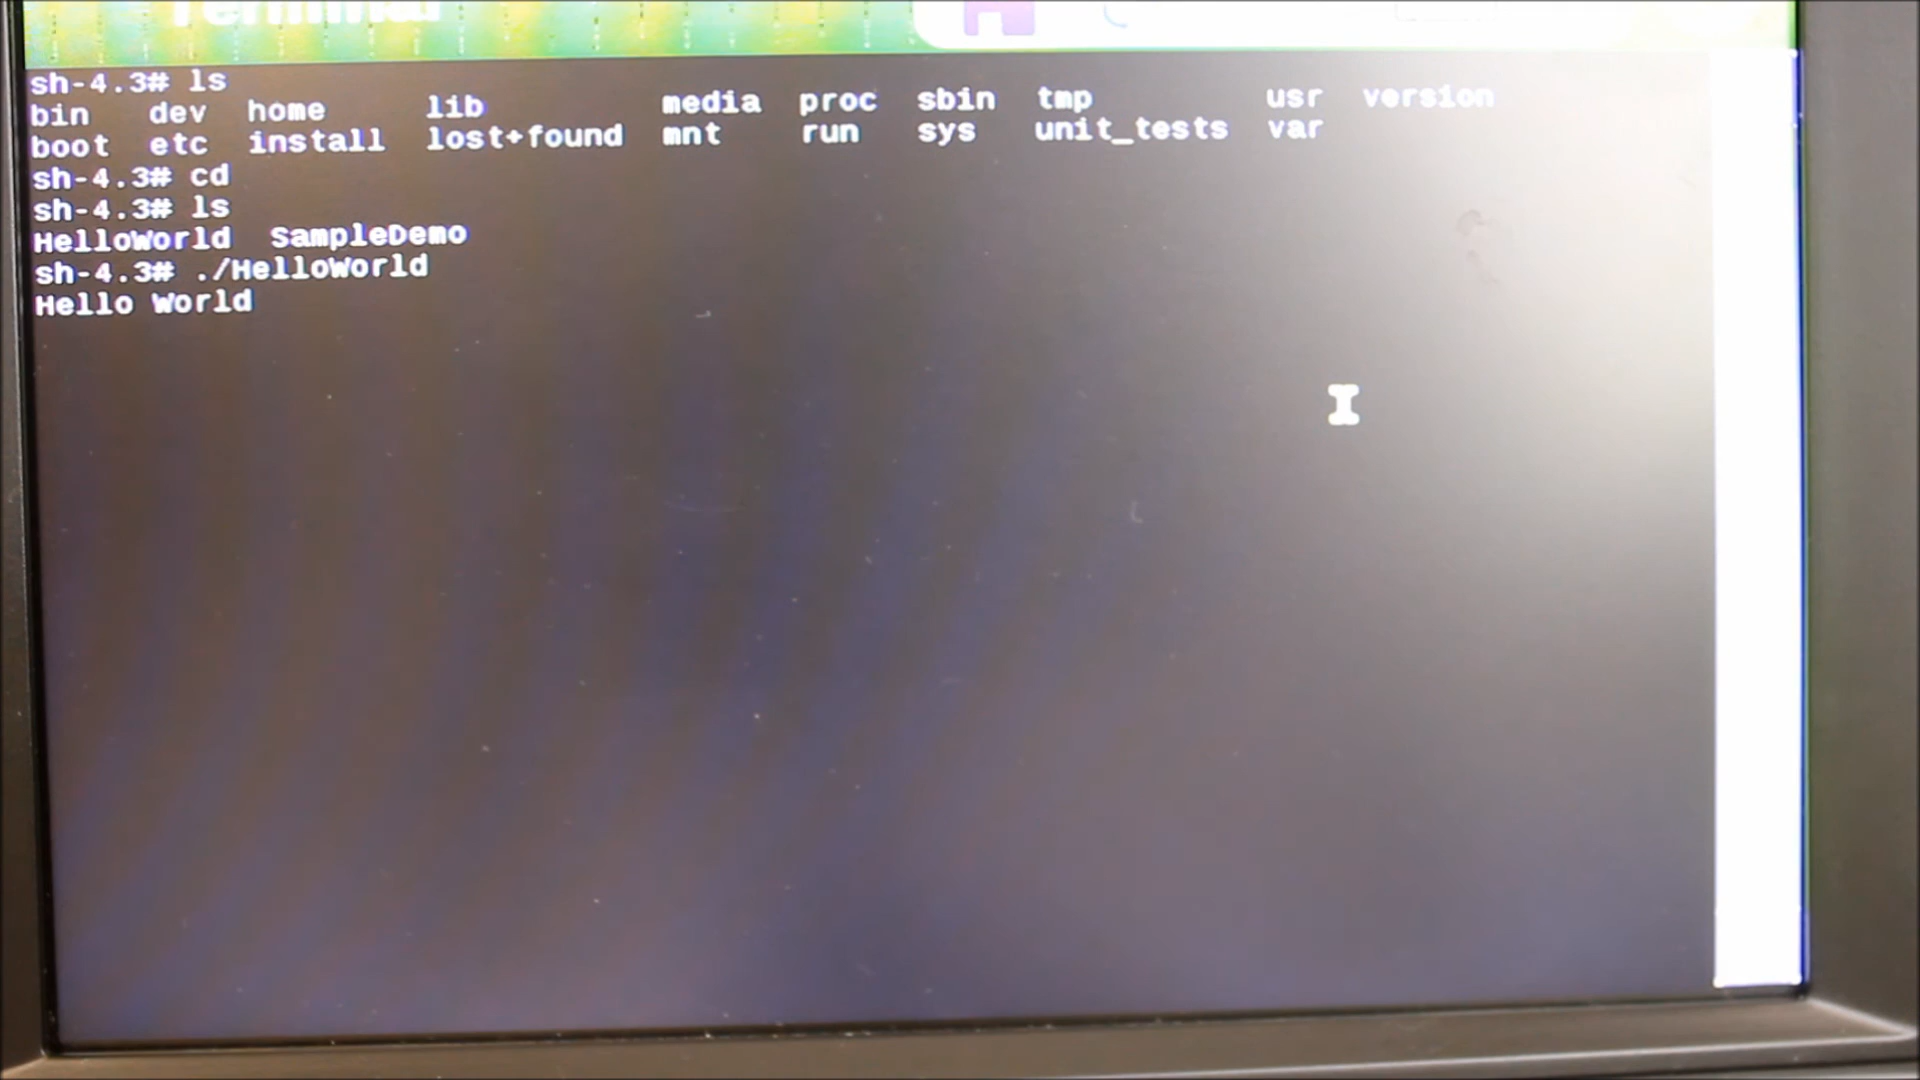 Terminal
sh-4.3# ls
bin dev home lib media proc sbin tmp usr version
boot etc install lost+found mnt run sys unit_tests var
sh-4.3# cd
sh-4.3# ls
HelloWorld SampleDemo
sh-4.3# ./HelloWorld
Hello World